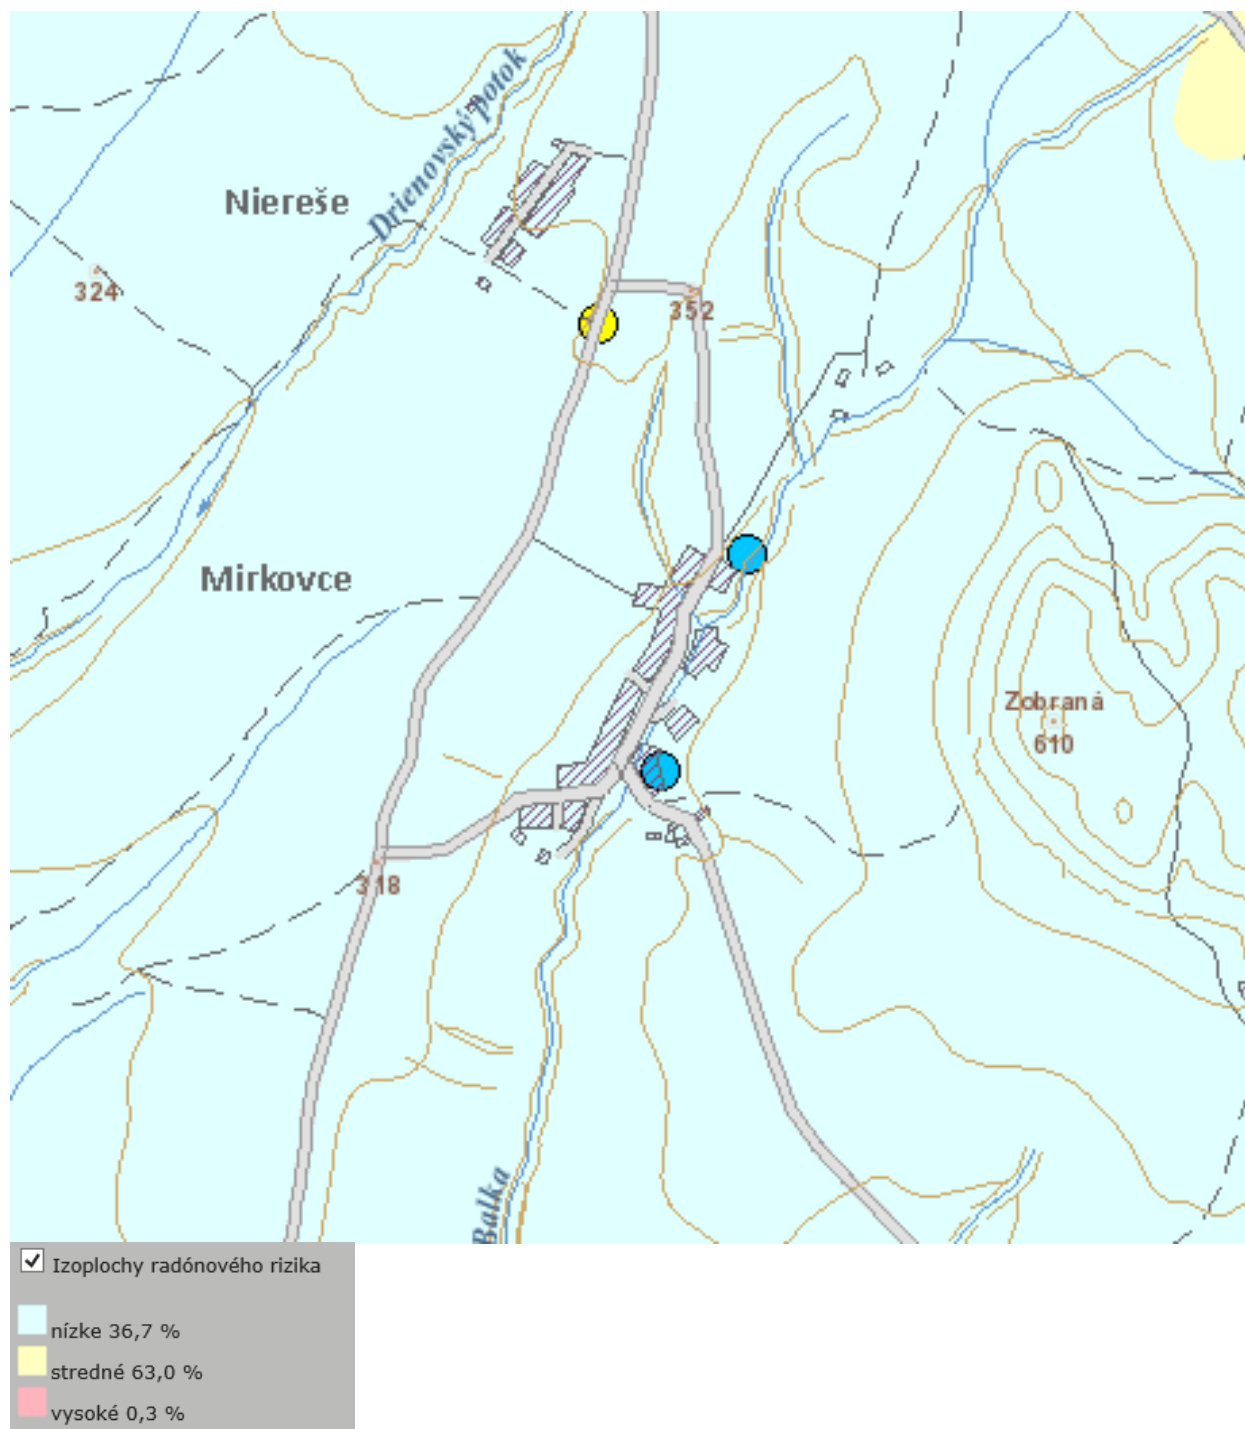 Drienovský potok
Niereše
324
352
Mirkovce
Zobraná
610
318
Balka
Izoplochy radónového rizika
nízke 36,7 %
stredné 63,0 %
vysoké 0,3 %